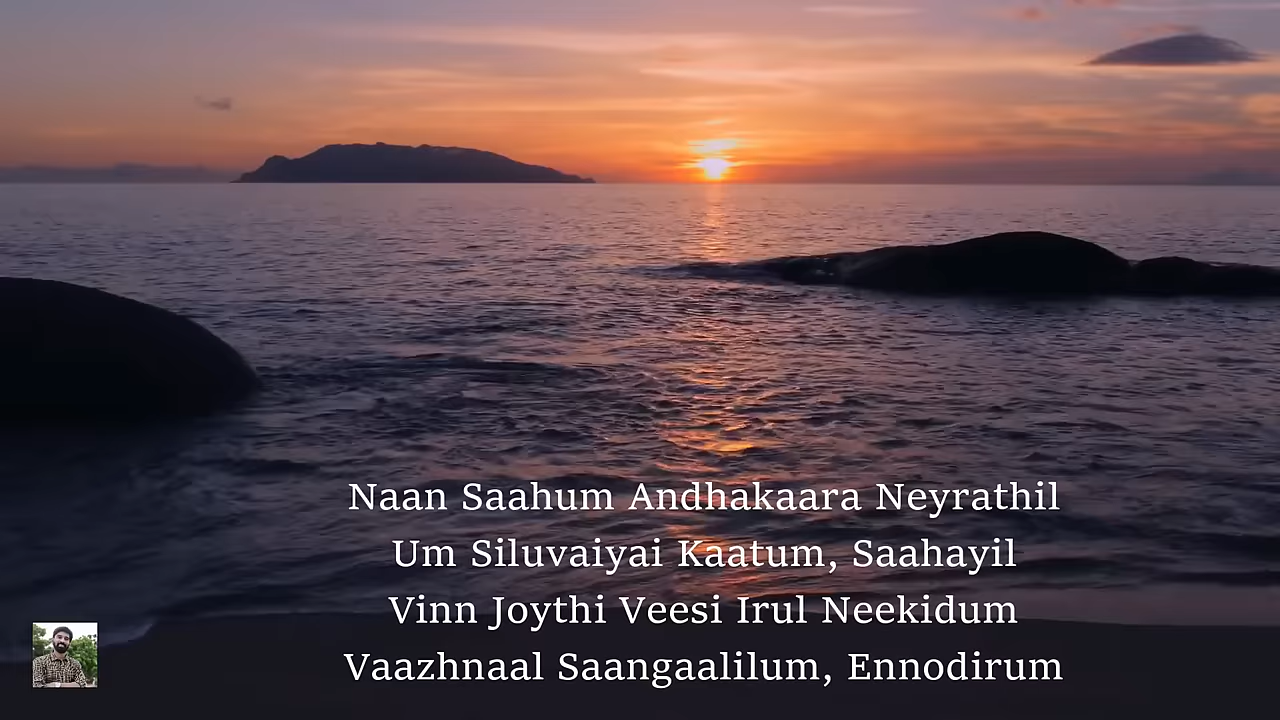 Naan Saahum Andhakaara Neyrathil
Um Siluvaiyai Kaatum, Saahayil
Vinn Joythi Veesi Irul Neekidum
Vaazhnaal Saangaalilum, Ennodirum